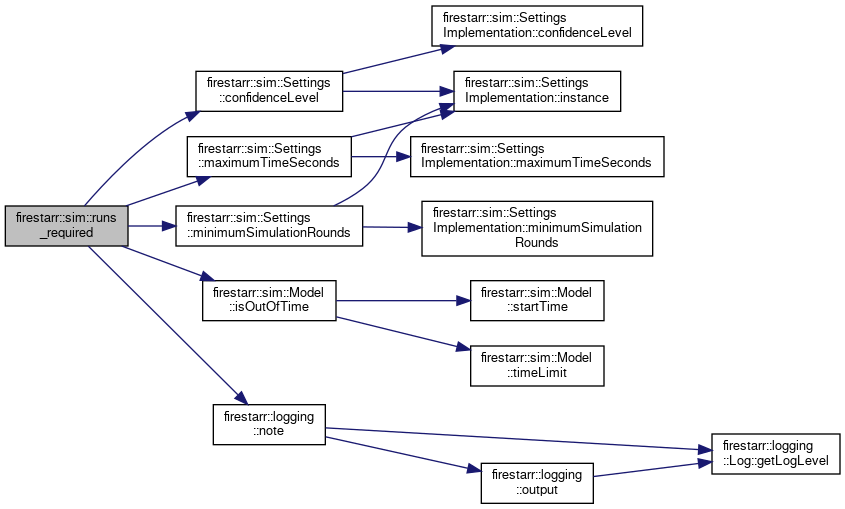 firestarr::sim::Settings
Implementation::confidenceLevel
firestarr::sim::Settings
::confidenceLevel
firestarr::sim::Settings
Implementation::instance
firestarr::sim::Settings
::maximumTimeSeconds
firestarr::sim::Settings
Implementation::maximumTimeSeconds
firestarr::sim::runs
_required
firestarr::sim::Settings
::minimumSimulationRounds
firestarr::sim::Settings
Implementation::minimumSimulation
Rounds
firestarr::sim::Model
::isOutOfTime
firestarr::sim::Model
::startTime
firestarr::sim::Model
::timeLimit
firestarr::logging
::note
firestarr::logging
::Log::getLogLevel
firestarr::logging
::output